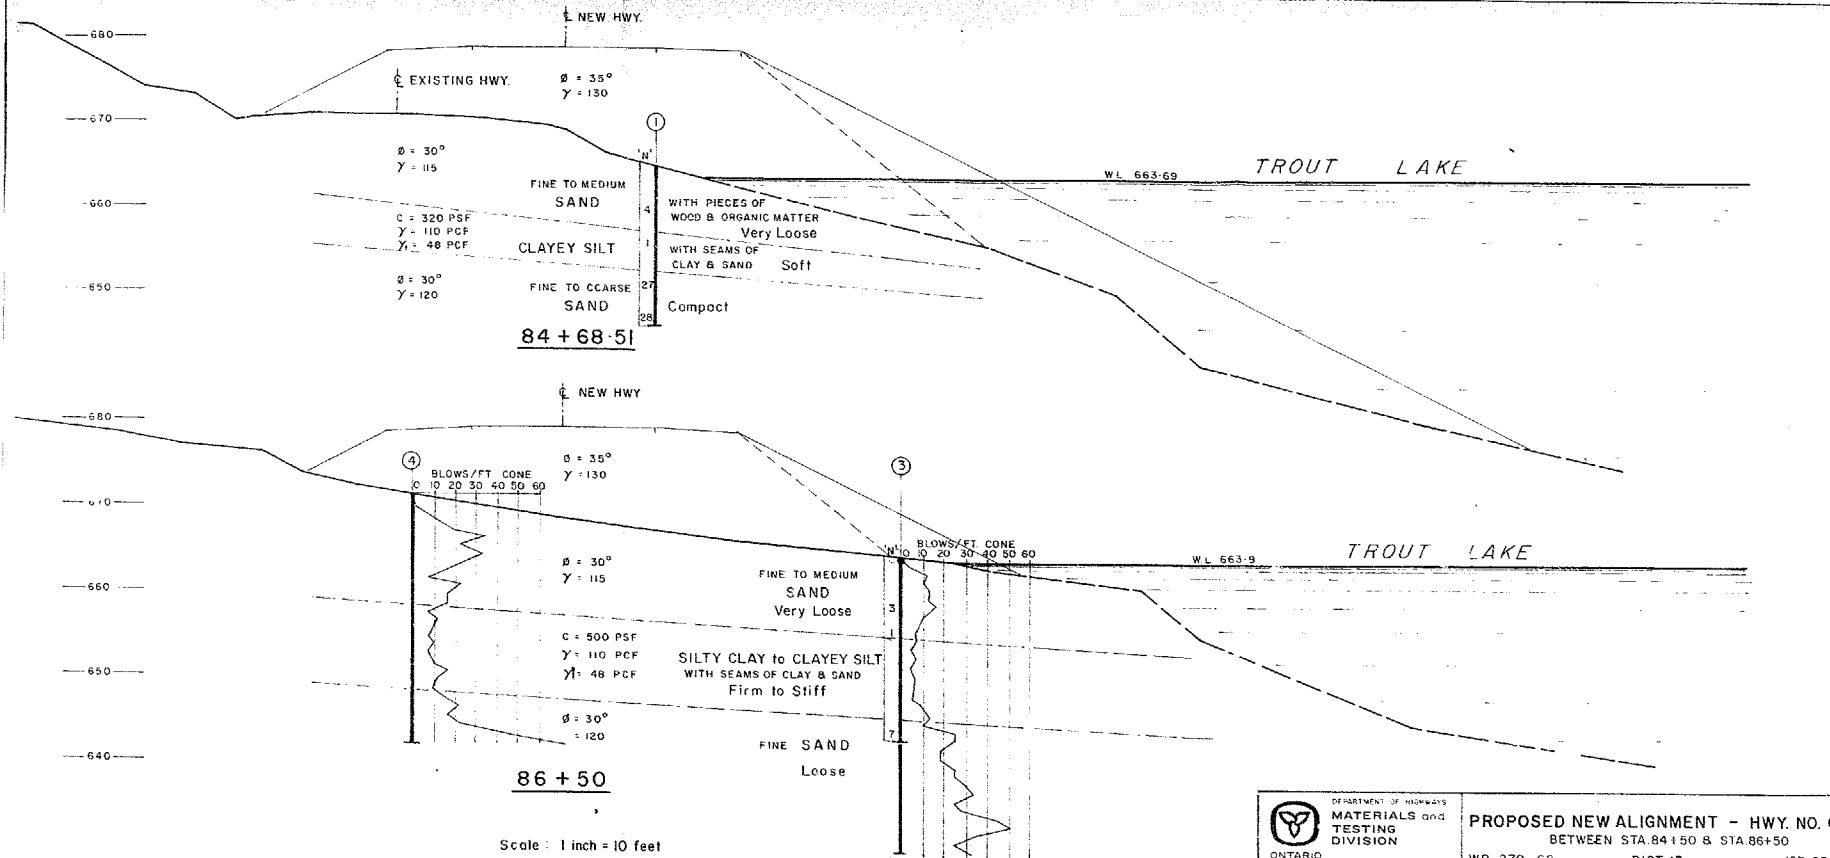 ℄ NEW HWY.
680
℄ EXISTING HWY.
Ø = 35°
γ = 130
670
1
Ø = 30°
γ = 115
'N'
TROUT LAKE
WL 663·69
FINE TO MEDIUM
SAND
4
WITH PIECES OF
WOOD & ORGANIC MATTER
Very Loose
660
C = 320 PSF
γ = 110 PCF
γ₁ = 48 PCF
CLAYEY SILT
1
WITH SEAMS OF
CLAY & SAND Soft
650
Ø = 30°
γ = 120
FINE TO COARSE
SAND
27
28
Compact
84 + 68·51
℄ NEW HWY
680
4
BLOWS/FT. CONE
0 10 20 30 40 50 60
Ø = 35°
γ = 130
3
670
'N'
BLOWS/FT. CONE
0 10 20 30 40 50 60
WL 663·9
TROUT LAKE
Ø = 30°
γ = 115
FINE TO MEDIUM
SAND
Very Loose
3
660
C = 500 PSF
γ = 110 PCF
γ₁ = 48 PCF
1
SILTY CLAY to CLAYEY SILT
WITH SEAMS OF CLAY & SAND
Firm to Stiff
650
Ø = 30°
= 120
7
FINE SAND
Loose
640
86 + 50
Scale : 1 inch = 10 feet
DEPARTMENT OF HIGHWAYS
MATERIALS and
TESTING
DIVISION
ONTARIO
PROPOSED NEW ALIGNMENT - HWY. NO.
BETWEEN STA.84+50 & STA.86+50